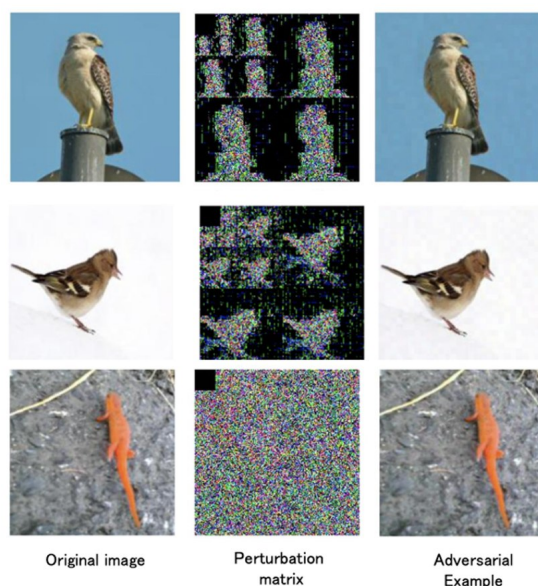 Original image
Perturbation
matrix
Adversarial
Example